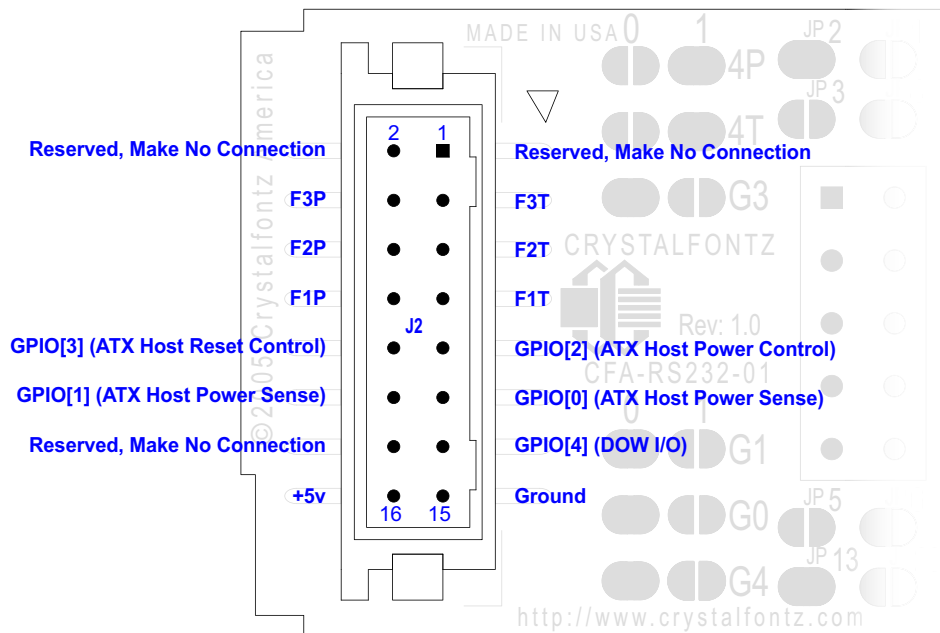 MADE IN USA 0 1 JP2
4P
JP3
4T
©2005 Crystalfontz America
2 1
Reserved, Make No Connection
Reserved, Make No Connection
F3P
F3T
G3
F2P
F2T
CRYSTALFONTZ
F1P
F1T
J2
Rev: 1.0
GPIO[3] (ATX Host Reset Control)
GPIO[2] (ATX Host Power Control)
CFA-RS232-01
GPIO[1] (ATX Host Power Sense)
GPIO[0] (ATX Host Power Sense)
0 1
Reserved, Make No Connection
GPIO[4] (DOW I/O)
G1
+5v
Ground
16 15
JP5
G0
JP13
G4
http://www.crystalfontz.com